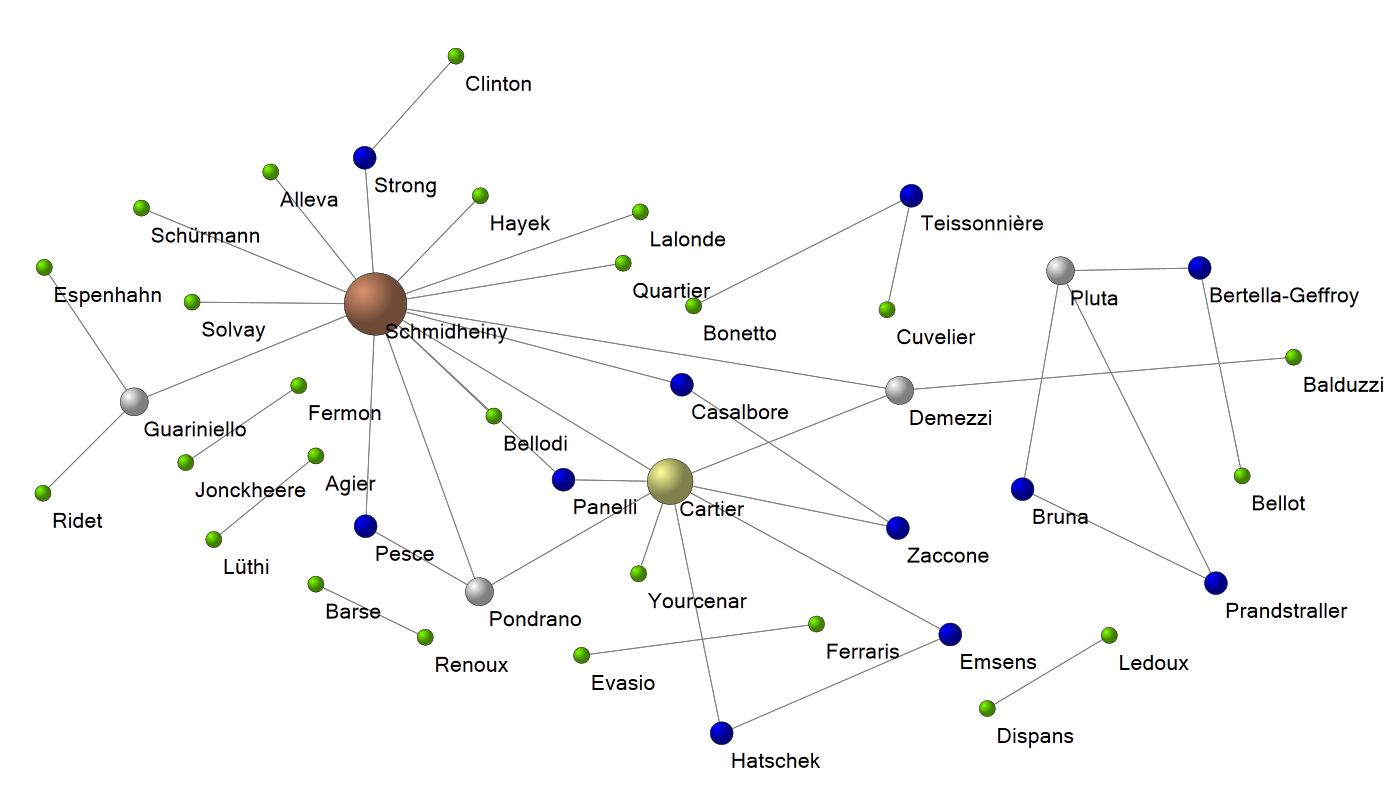 Clinton
Strong
Alleva
Hayek
Schürmann
Lalonde
Teissonnière
Espenhahn
Quartier
Pluta
Bertella-Geffroy
Solvay
Schmidheiny
Bonetto
Cuvelier
Balduzzi
Fermon
Casalbore
Demezzi
Guariniello
Bellodi
Jonckheere
Agier
Panelli
Cartier
Bellot
Ridet
Bruna
Pesce
Zaccone
Lüthi
Yourcenar
Barse
Pondrano
Prandstraller
Renoux
Ferraris
Emsens
Ledoux
Evasio
Dispans
Hatschek